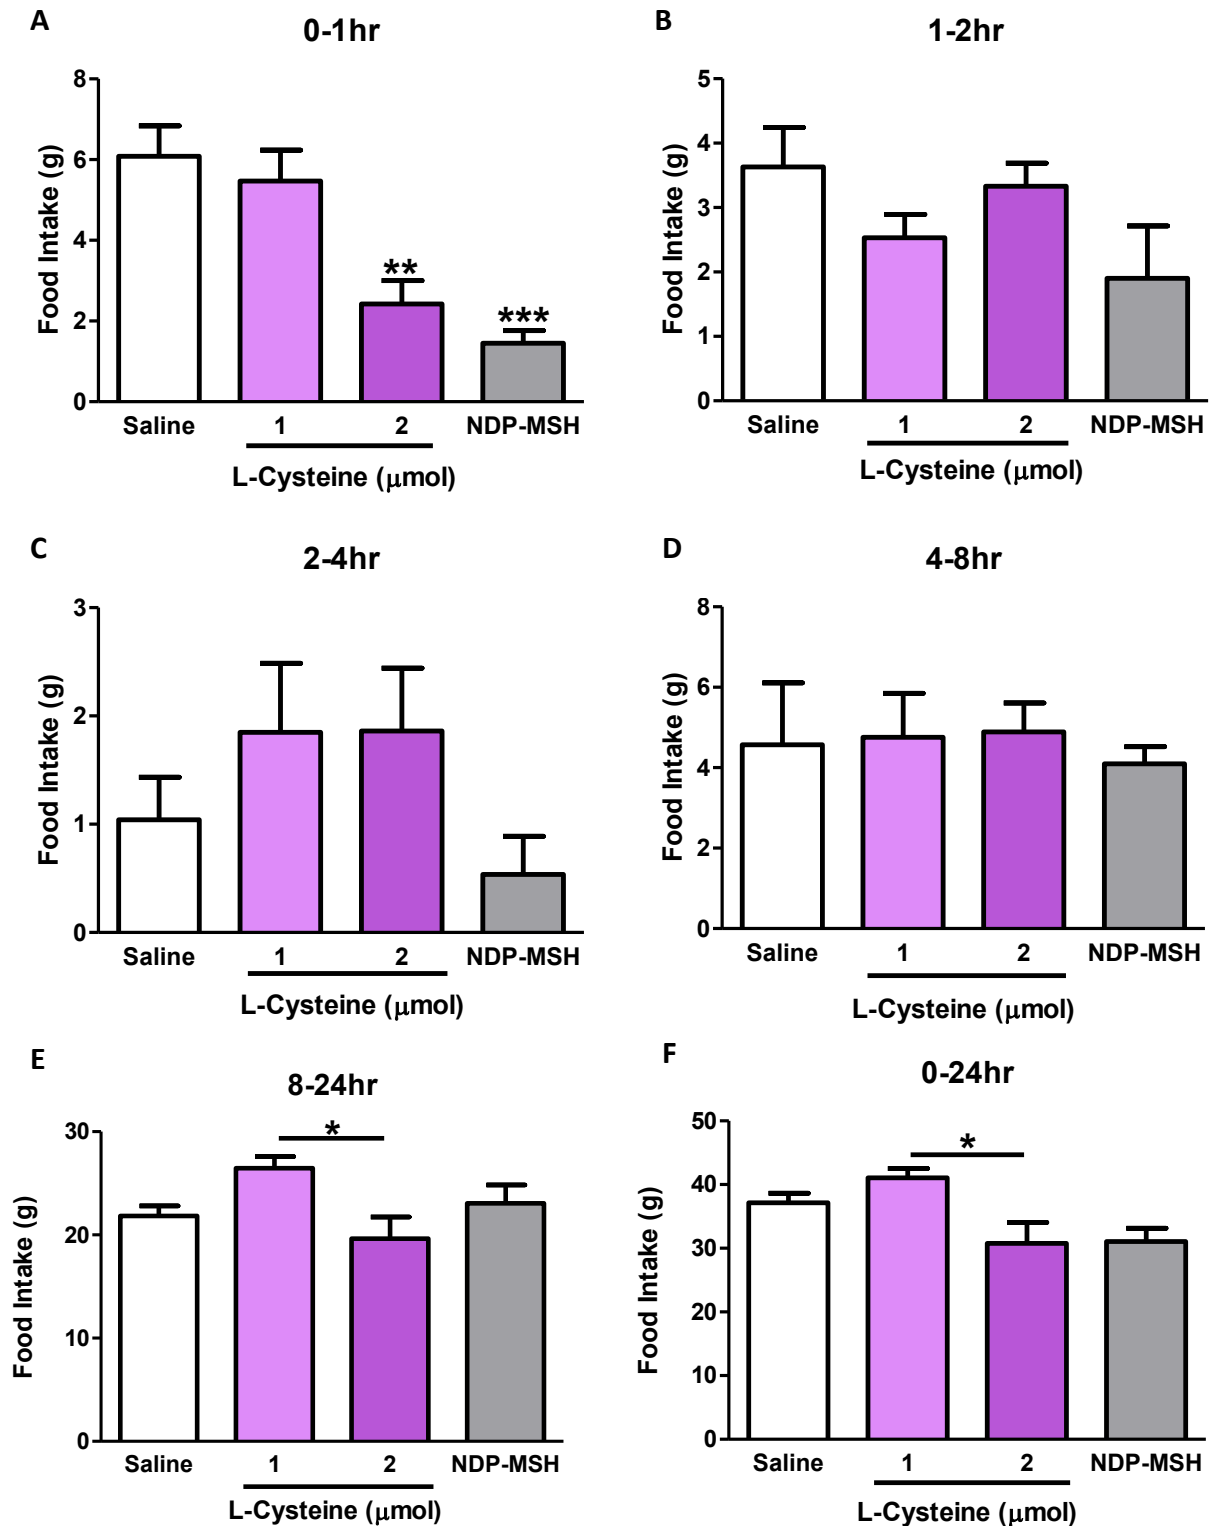 A
0-1hr
8
6
4
2
0
Food Intake (g)
**
***
Saline
1
2
NDP-MSH
L-Cysteine (μmol)
B
1-2hr
5
4
3
2
1
0
Food Intake (g)
Saline
1
2
NDP-MSH
L-Cysteine (μmol)
C
2-4hr
3
2
1
0
Food Intake (g)
Saline
1
2
NDP-MSH
L-Cysteine (μmol)
D
4-8hr
8
6
4
2
0
Food Intake (g)
Saline
1
2
NDP-MSH
L-Cysteine (μmol)
E
8-24hr
30
20
10
0
Food Intake (g)
*
Saline
1
2
NDP-MSH
L-Cysteine (μmol)
F
0-24hr
50
40
30
20
10
0
Food Intake (g)
*
Saline
1
2
NDP-MSH
L-Cysteine (μmol)